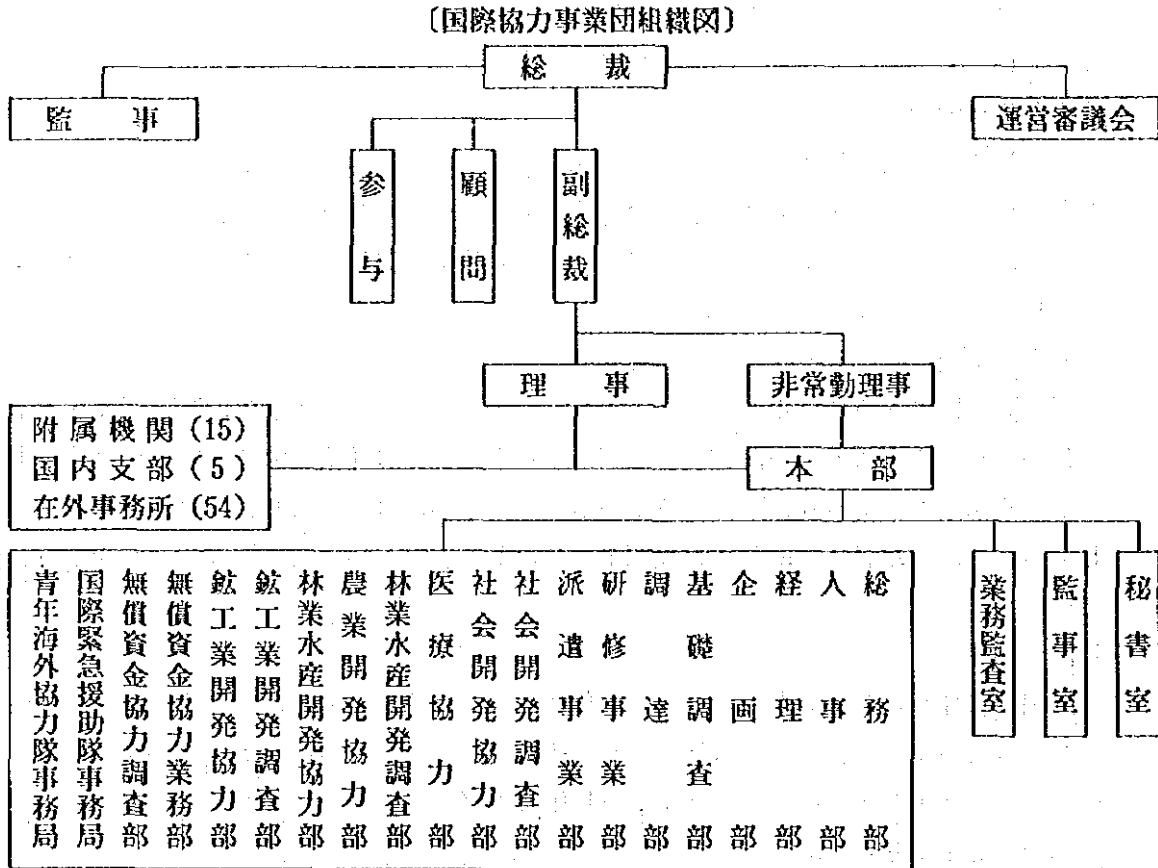 〔国際協力事業団組織図〕
総裁
監事
運営審議会
参与
顧問
副総裁
理事
非常勤理事
附属機関(15)
国内支部(5)
在外事務所(54)
本部
秘書室
監事室
業務監査室
総務部
人事部
経理部
企画部
基礎調査部
調達部
研修事業部
派遣事業部
社会開発調査部
社会開発協力部
医療協力部
林業水産開発調査部
農業開発協力部
林業水産開発協力部
鉱工業開発調査部
鉱工業開発協力部
無償資金協力業務部
無償資金協力調査部
国際緊急援助隊事務局
青年海外協力隊事務局